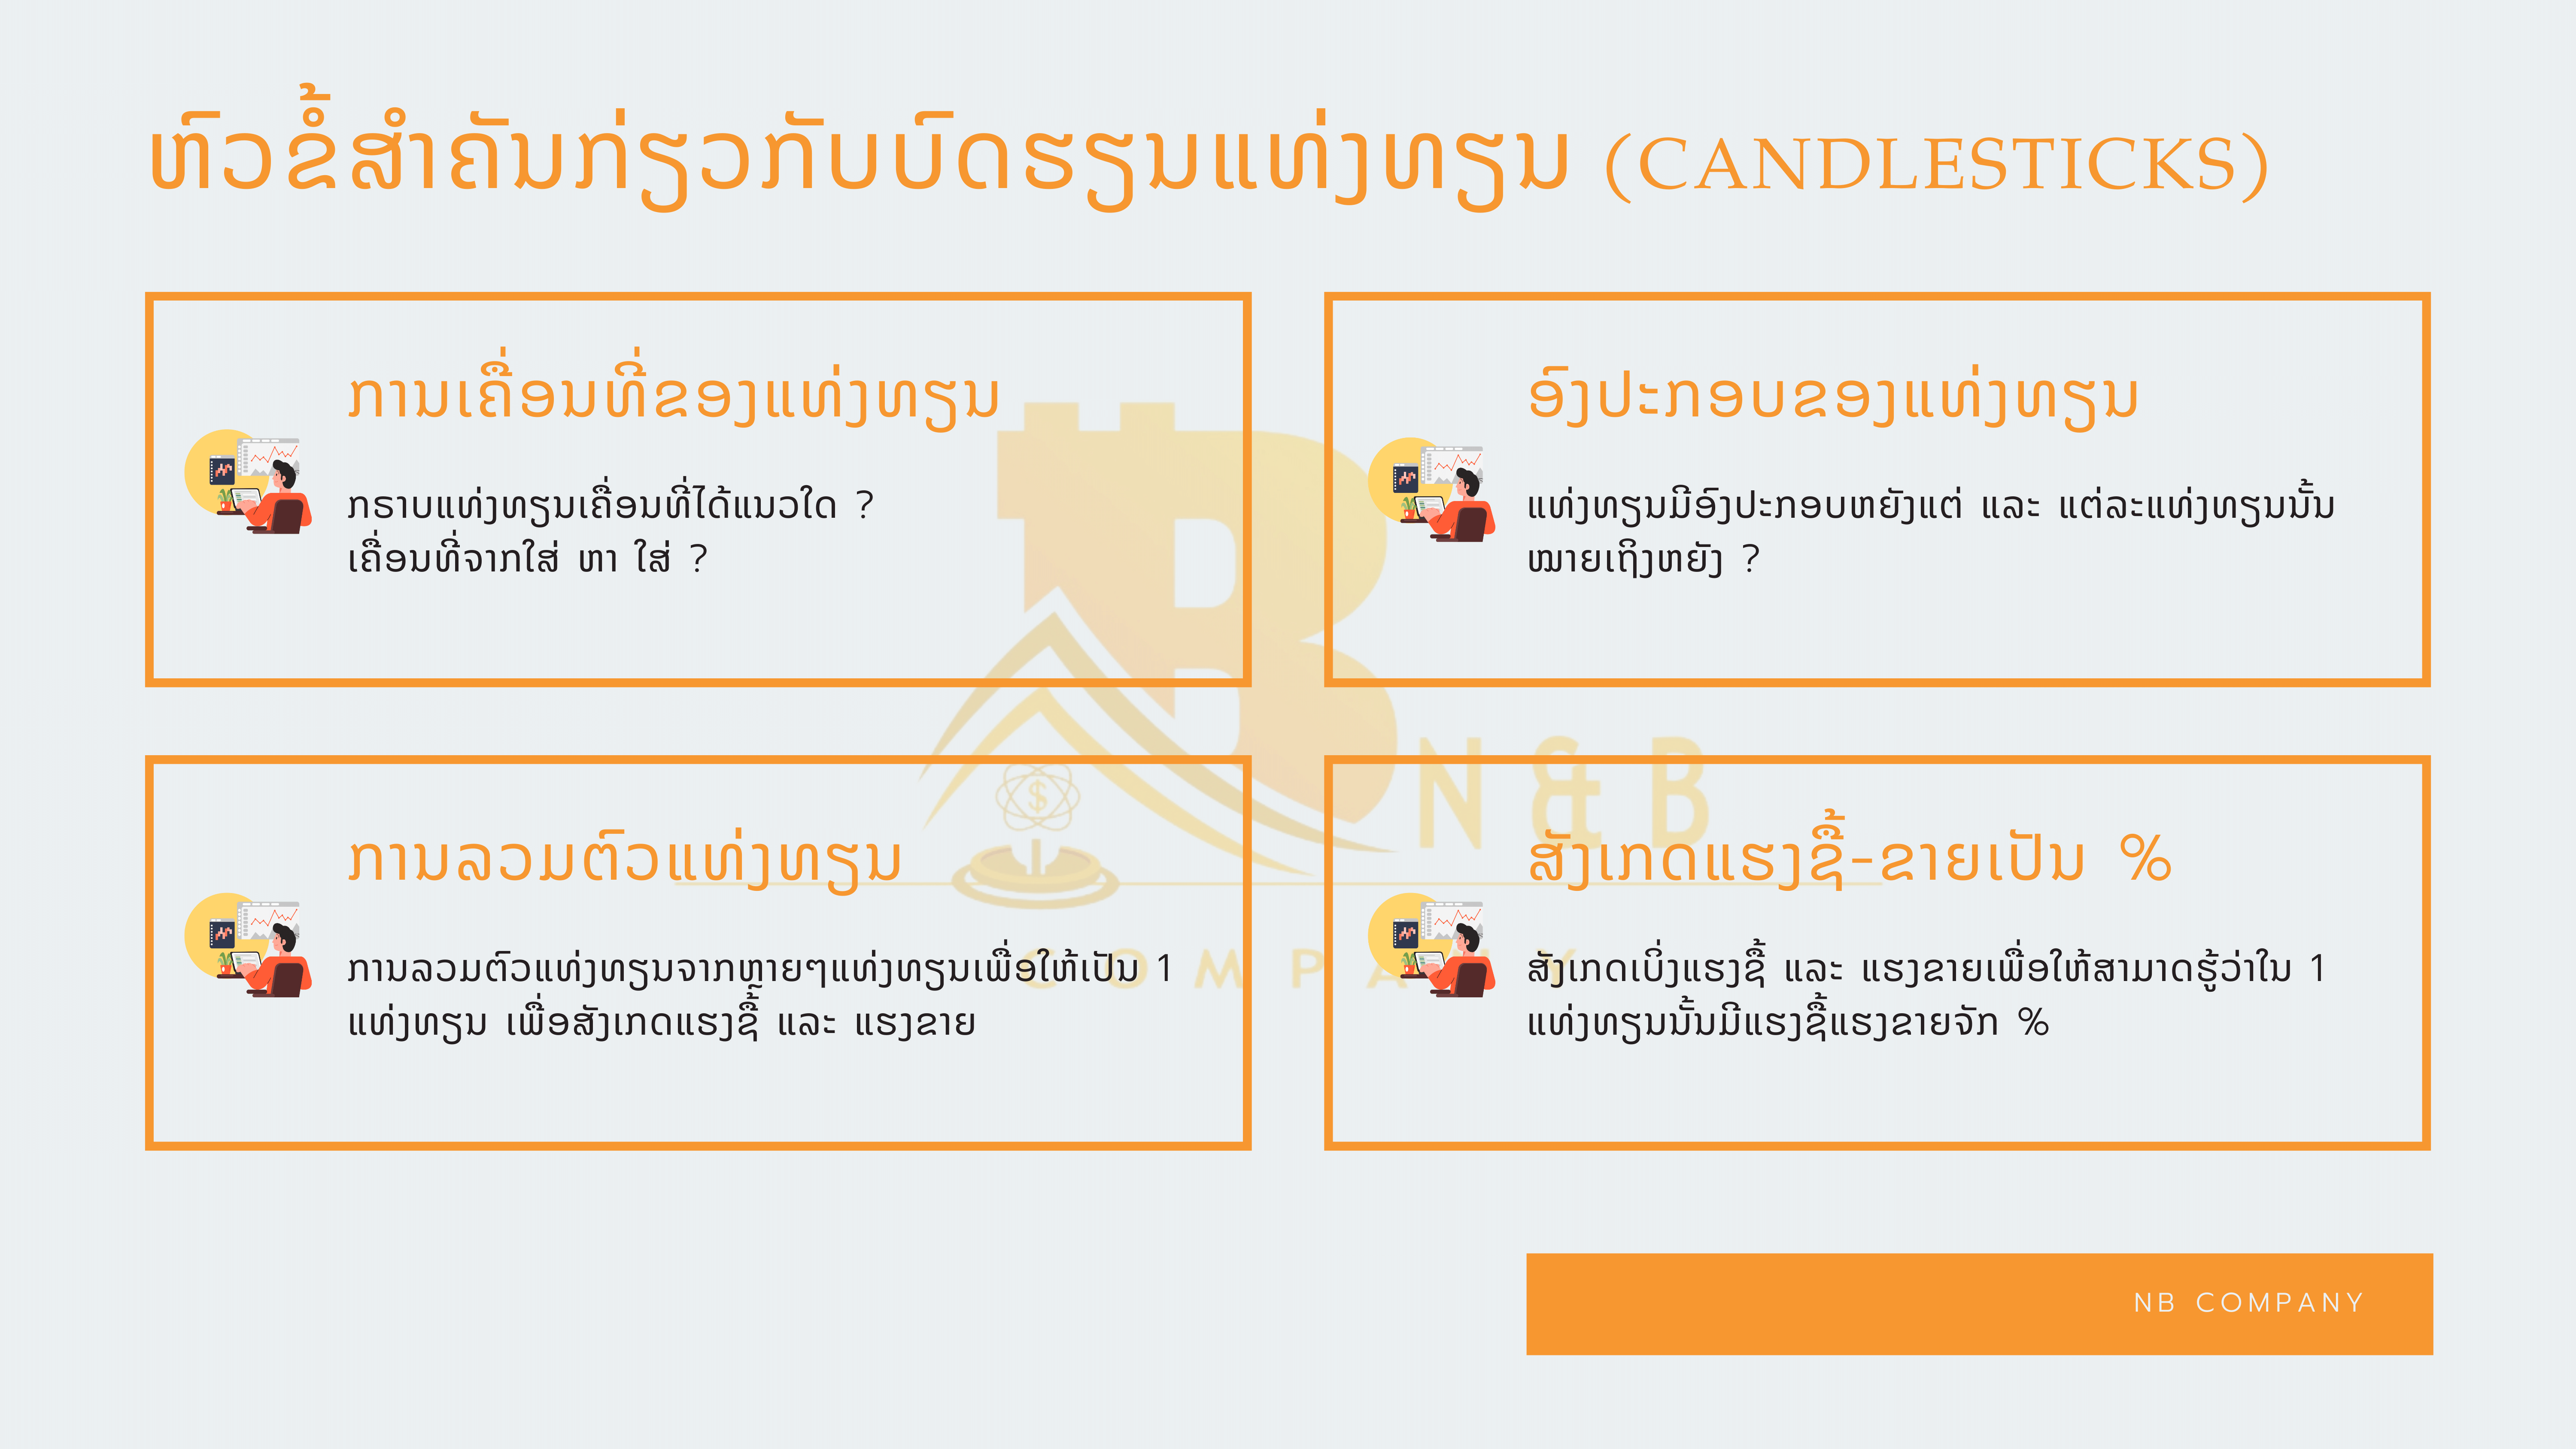 ຫົວຂໍ້ສຳຄັນກ່ຽວກັບບົດຮຽນແທ່ງທຽນ (CANDLESTICKS)
ການເຄື່ອນທີ່ຂອງແທ່ງທຽນ
ກຣາບແທ່ງທຽນເຄື່ອນທີ່ໄດ້ແນວໃດ ?
ເຄື່ອນທີ່ຈາກໃສ່ ຫາ ໃສ່ ?
ອົງປະກອບຂອງແທ່ງທຽນ
ແທ່ງທຽນມີອົງປະກອບຫຍັງແຕ່ ແລະ ແຕ່ລະແທ່ງທຽນນັ້ນ
ໝາຍເຖິງຫຍັງ ?
ການລວມຕົວແທ່ງທຽນ
ການລວມຕົວແທ່ງທຽນຈາກຫຼາຍໆແທ່ງທຽນເພື່ອໃຫ້ເປັນ 1
ແທ່ງທຽນ ເພື່ອສັງເກດແຮງຊື້ ແລະ ແຮງຂາຍ
ສັງເກດແຮງຊື້-ຂາຍເປັນ %
ສັງເກດເບິ່ງແຮງຊື້ ແລະ ແຮງຂາຍເພື່ອໃຫ້ສາມາດຮູ້ວ່າໃນ 1
ແທ່ງທຽນນັ້ນມີແຮງຊື້ແຮງຂາຍຈັກ %
N & B
COMPANY
NB COMPANY